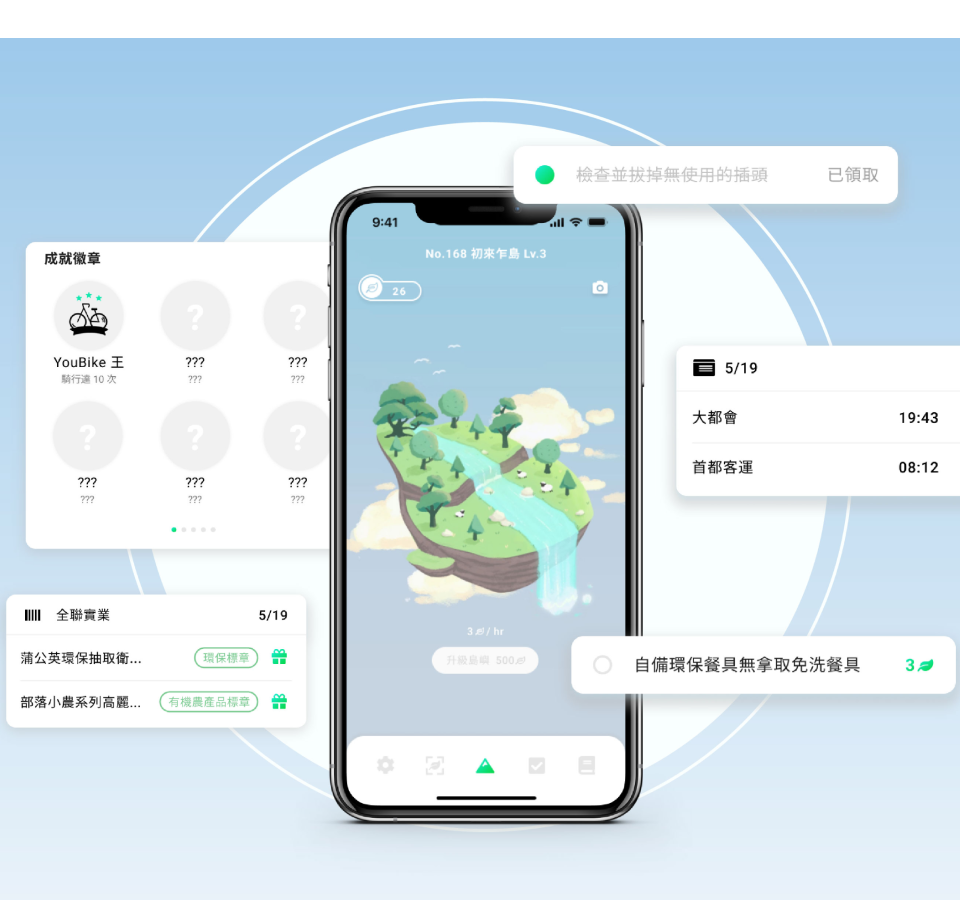 檢查並拔掉無使用的插頭 已領取
9:41
No.168 初來乍島 Lv.3
26
成就徽章
YouBike 王 ??? ???
騎行達 10 次 ??? ???
??? ??? ???
??? ??? ???
5/19
大都會 19:43
首都客運 08:12
全聯實業 5/19
蒲公英環保抽取衛... 環保標章
部落小農系列高麗... 有機農產品標章
3 / hr
升級島嶼 500
自備環保餐具無拿取免洗餐具 3